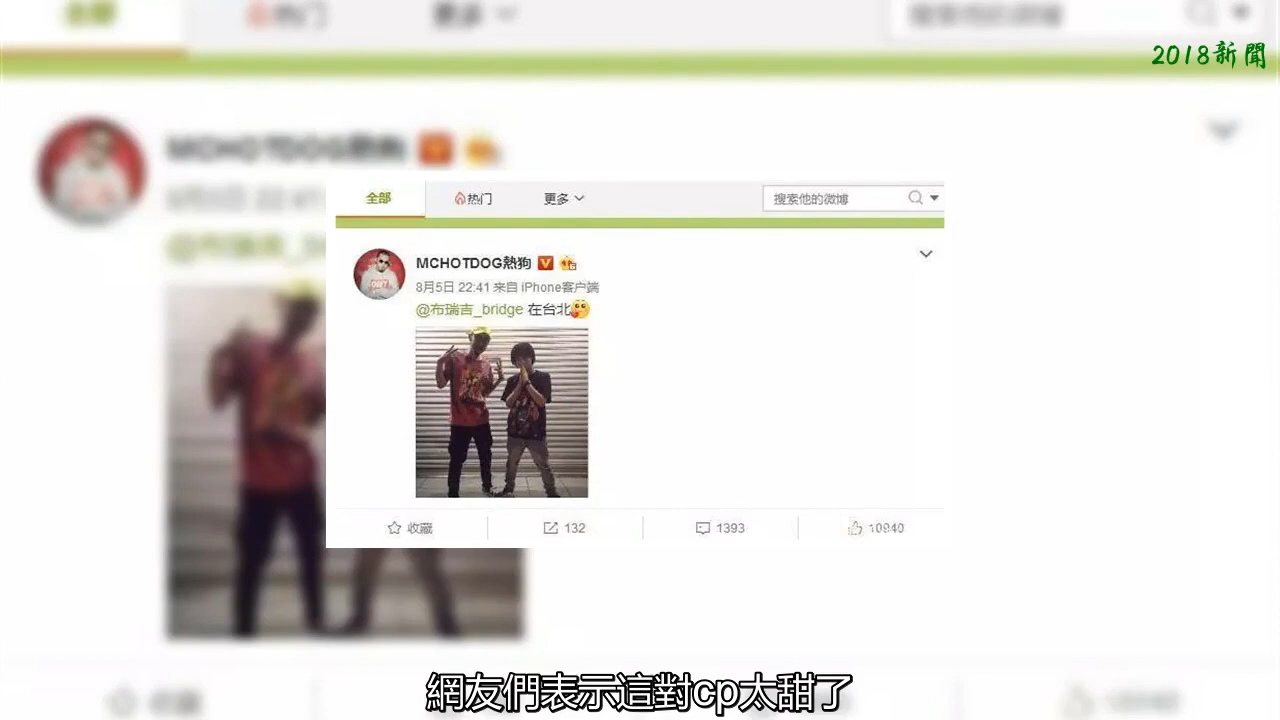 2018新聞
全部
热门
更多
搜索他的微博
MCHOTDOG熱狗
8月5日 22:41 来自 iPhone客户端
@布瑞吉_bridge 在台北
收藏
132
1393
10940
網友們表示這對cp太甜了